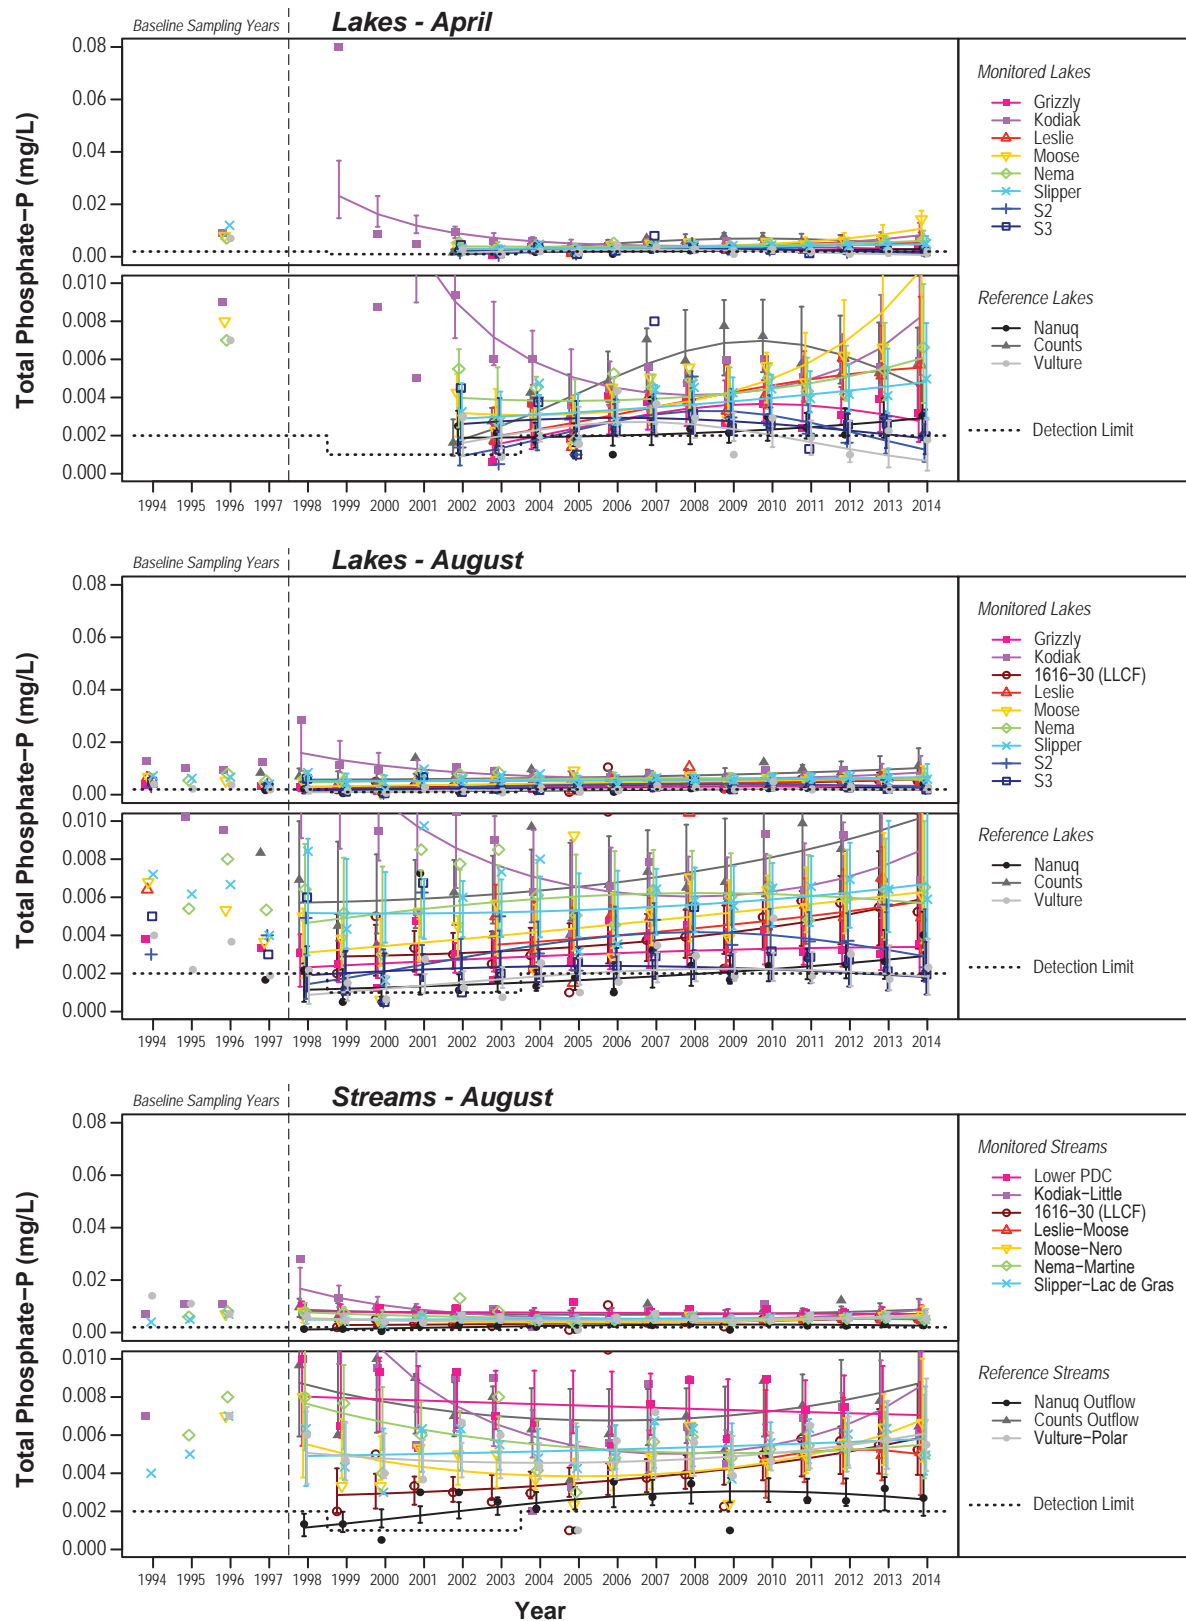 Baseline Sampling Years
Lakes - April
Total Phosphate−P (mg/L)
0.08
0.06
0.04
0.02
0.00
0.010
0.008
0.006
0.004
0.002
0.000
1994 1995 1996 1997 1998 1999 2000 2001 2002 2003 2004 2005 2006 2007 2008 2009 2010 2011 2012 2013 2014
Monitored Lakes
Grizzly
Kodiak
Leslie
Moose
Nema
Slipper
S2
S3
Reference Lakes
Nanuq
Counts
Vulture
Detection Limit
Baseline Sampling Years
Lakes - August
Total Phosphate−P (mg/L)
0.08
0.06
0.04
0.02
0.00
0.010
0.008
0.006
0.004
0.002
0.000
1994 1995 1996 1997 1998 1999 2000 2001 2002 2003 2004 2005 2006 2007 2008 2009 2010 2011 2012 2013 2014
Monitored Lakes
Grizzly
Kodiak
1616−30 (LLCF)
Leslie
Moose
Nema
Slipper
S2
S3
Reference Lakes
Nanuq
Counts
Vulture
Detection Limit
Baseline Sampling Years
Streams - August
Total Phosphate−P (mg/L)
0.08
0.06
0.04
0.02
0.00
0.010
0.008
0.006
0.004
0.002
0.000
1994 1995 1996 1997 1998 1999 2000 2001 2002 2003 2004 2005 2006 2007 2008 2009 2010 2011 2012 2013 2014
Year
Monitored Streams
Lower PDC
Kodiak−Little
1616−30 (LLCF)
Leslie−Moose
Moose−Nero
Nema−Martine
Slipper−Lac de Gras
Reference Streams
Nanuq Outflow
Counts Outflow
Vulture−Polar
Detection Limit